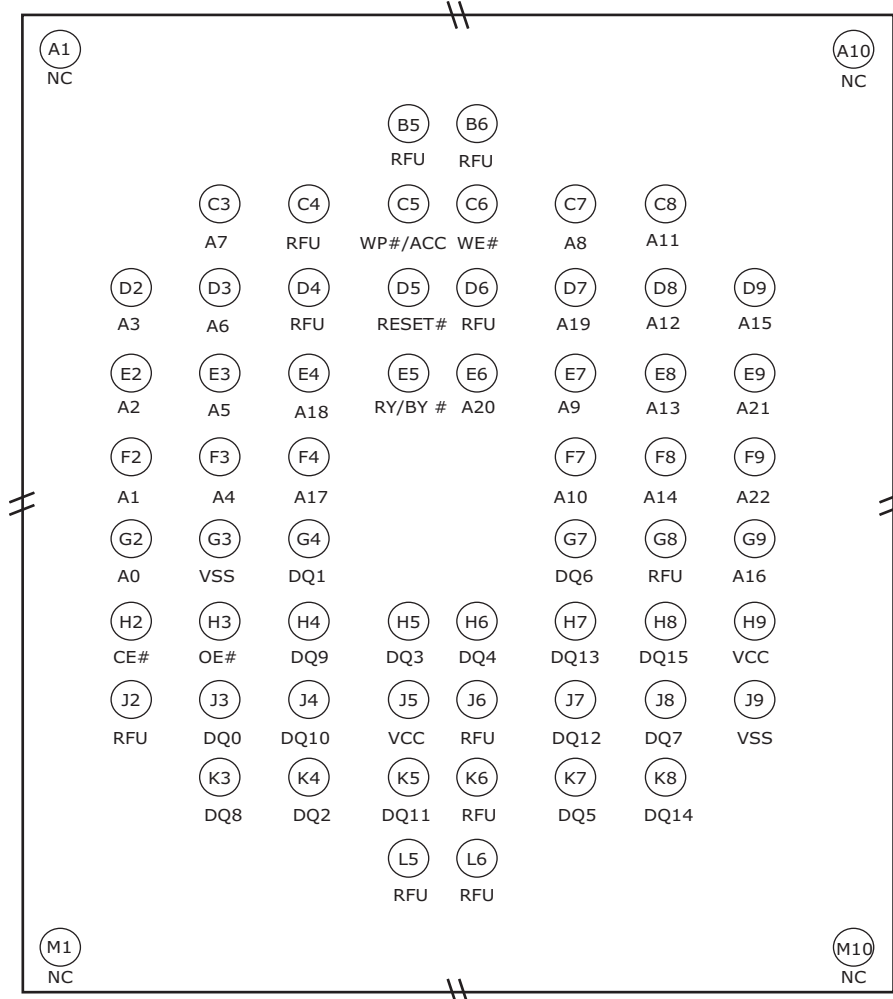 A1 A10
NC NC
B5 B6
RFU RFU
C3 C4 C5 C6 C7 C8
A7 RFU WP#/ACC WE# A8 A11
D2 D3 D4 D5 D6 D7 D8 D9
A3 A6 RFU RESET# RFU A19 A12 A15
E2 E3 E4 E5 E6 E7 E8 E9
A2 A5 A18 RY/BY # A20 A9 A13 A21
F2 F3 F4 F7 F8 F9
A1 A4 A17 A10 A14 A22
G2 G3 G4 G7 G8 G9
A0 VSS DQ1 DQ6 RFU A16
H2 H3 H4 H5 H6 H7 H8 H9
CE# OE# DQ9 DQ3 DQ4 DQ13 DQ15 VCC
J2 J3 J4 J5 J6 J7 J8 J9
RFU DQ0 DQ10 VCC RFU DQ12 DQ7 VSS
K3 K4 K5 K6 K7 K8
DQ8 DQ2 DQ11 RFU DQ5 DQ14
L5 L6
RFU RFU
M1 M10
NC NC